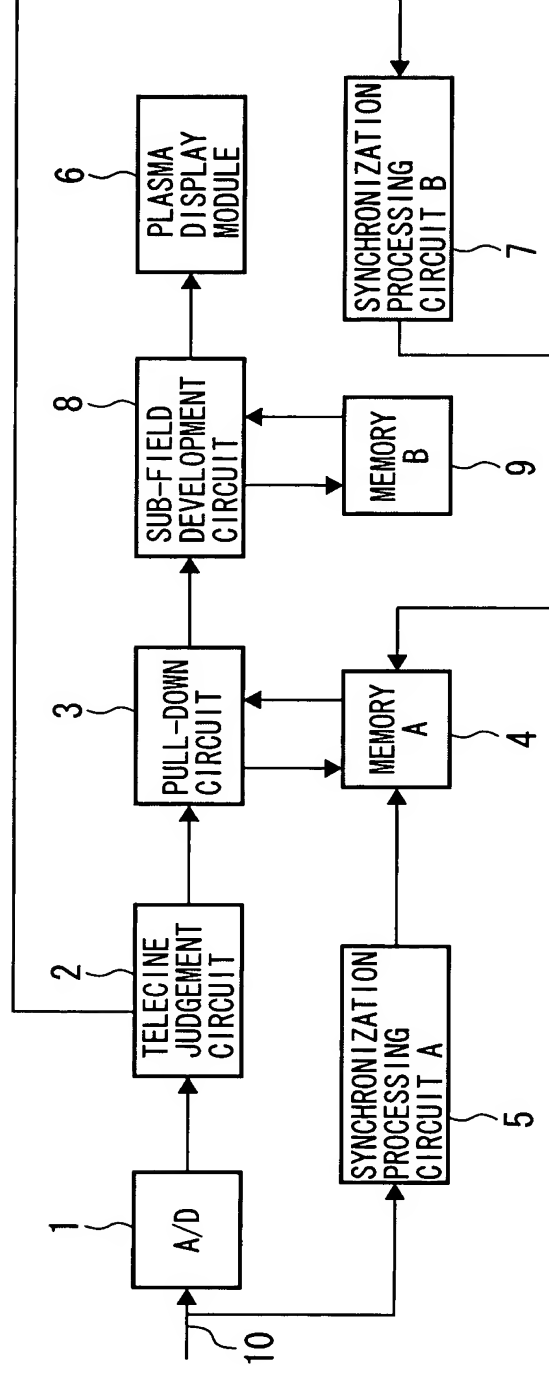 10
1
A/D
2
TELECINE
JUDGEMENT
CIRCUIT
3
PULL-DOWN
CIRCUIT
8
SUB-FIELD
DEVELOPMENT
CIRCUIT
6
PLASMA
DISPLAY
MODULE
SYNCHRONIZATION
PROCESSING
CIRCUIT A
5
MEMORY
A
4
MEMORY
B
9
SYNCHRONIZATION
PROCESSING
CIRCUIT B
7